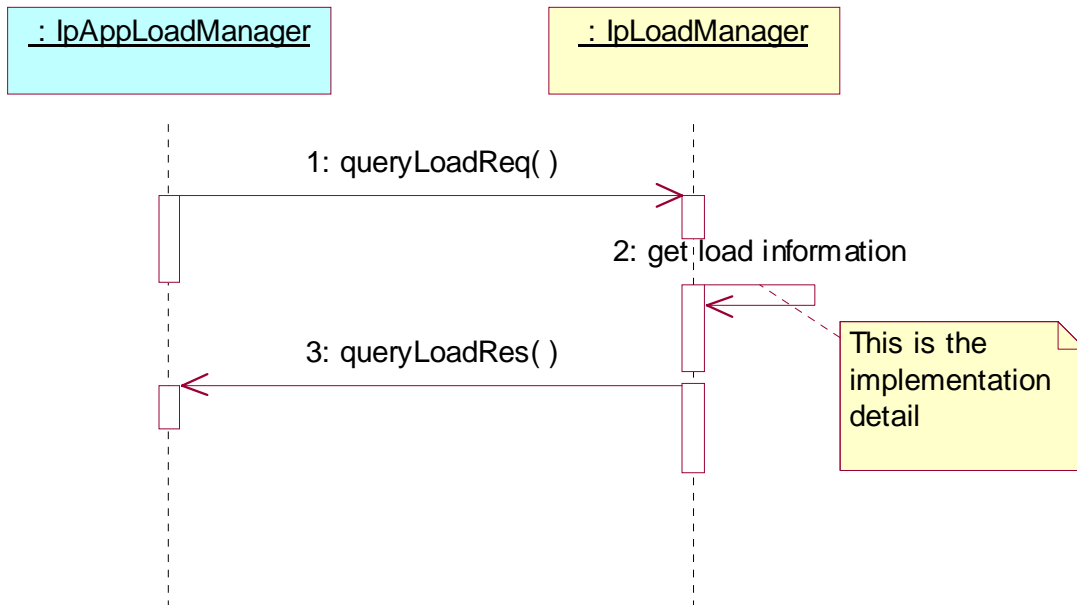 : IpAppLoadManager
: IpLoadManager
1: queryLoadReq( )
2: get load information
3: queryLoadRes( )
This is the
implementation
detail